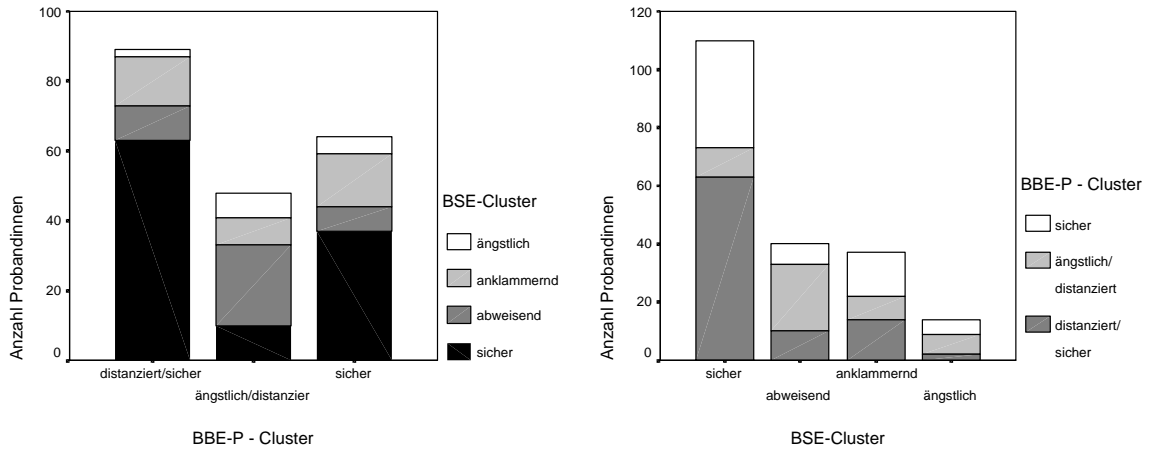 100
80
60
40
20
0
Anzahl Probandinnen
distanziert/sicher
sicher
ängstlich/distanzier
BBE-P - Cluster
BSE-Cluster
ängstlich
anklammernd
abweisend
sicher
120
100
80
60
40
20
0
Anzahl Probandinnen
sicher
anklammernd
abweisend
ängstlich
BSE-Cluster
BBE-P - Cluster
sicher
ängstlich/
distanziert
distanziert/
sicher